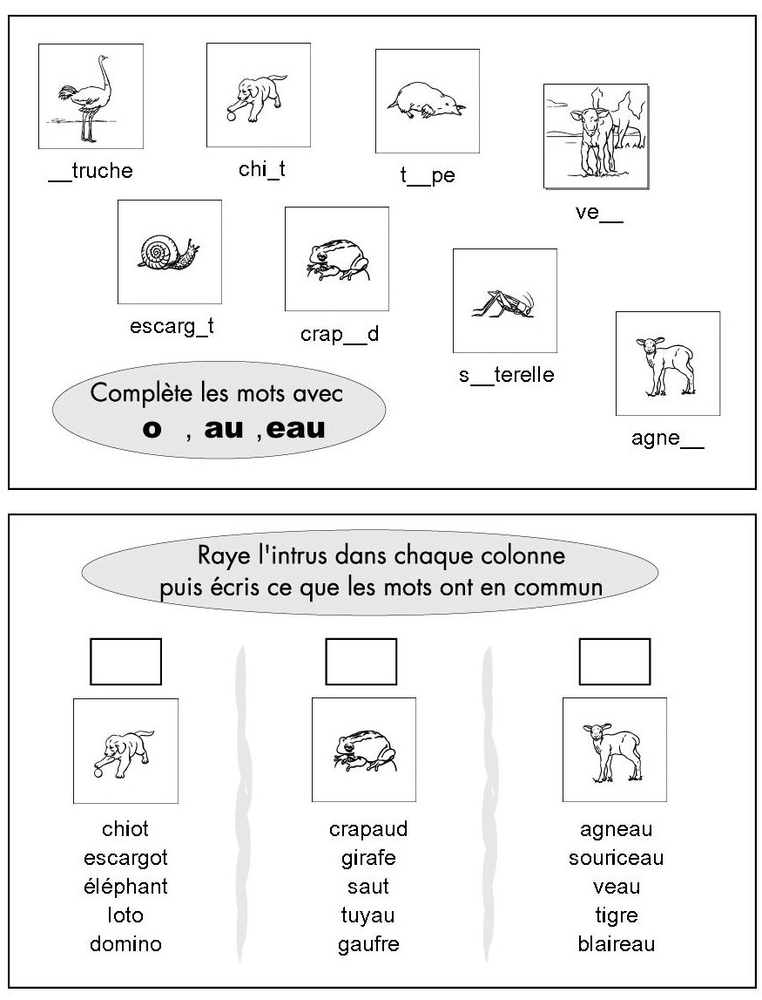 __truche
chi_t
t__pe
ve__
escarg_t
crap__d
s__terelle
agne__
Complète les mots avec
o , au ,eau
Raye l'intrus dans chaque colonne
puis écris ce que les mots ont en commun
chiot
escargot
éléphant
loto
domino
crapaud
girafe
saut
tuyau
gaufre
agneau
souriceau
veau
tigre
blaireau